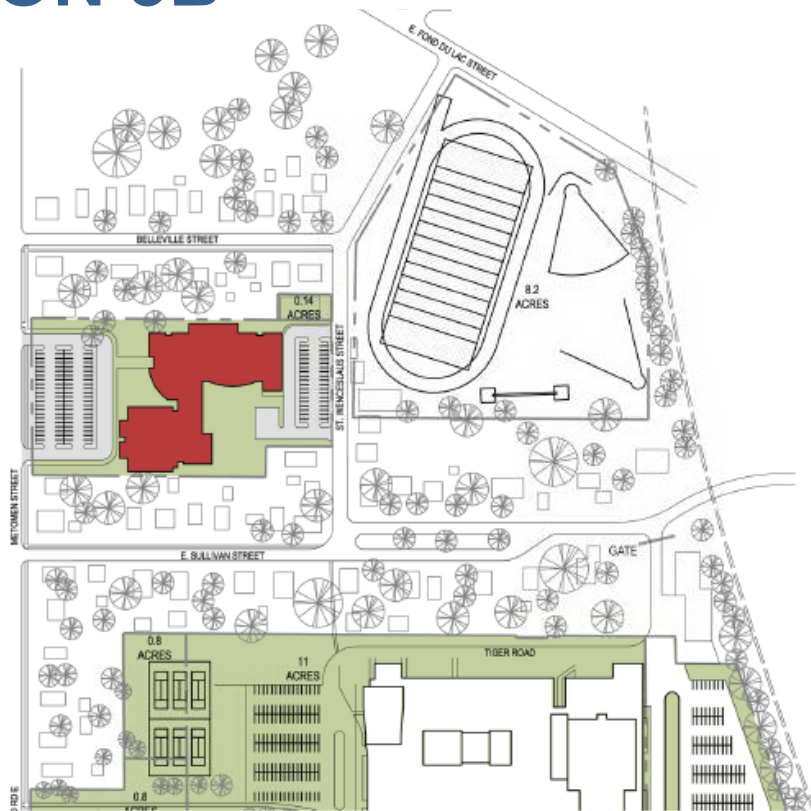 E. FOND DU LAC STREET
BELLEVILLE STREET
8.2
ACRES
0.14
ACRES
ST. WENCESLAUS STREET
METOMEN STREET
E. SULLIVAN STREET
GATE
0.8
ACRES
11
ACRES
TIGER ROAD
0.8
ACRES